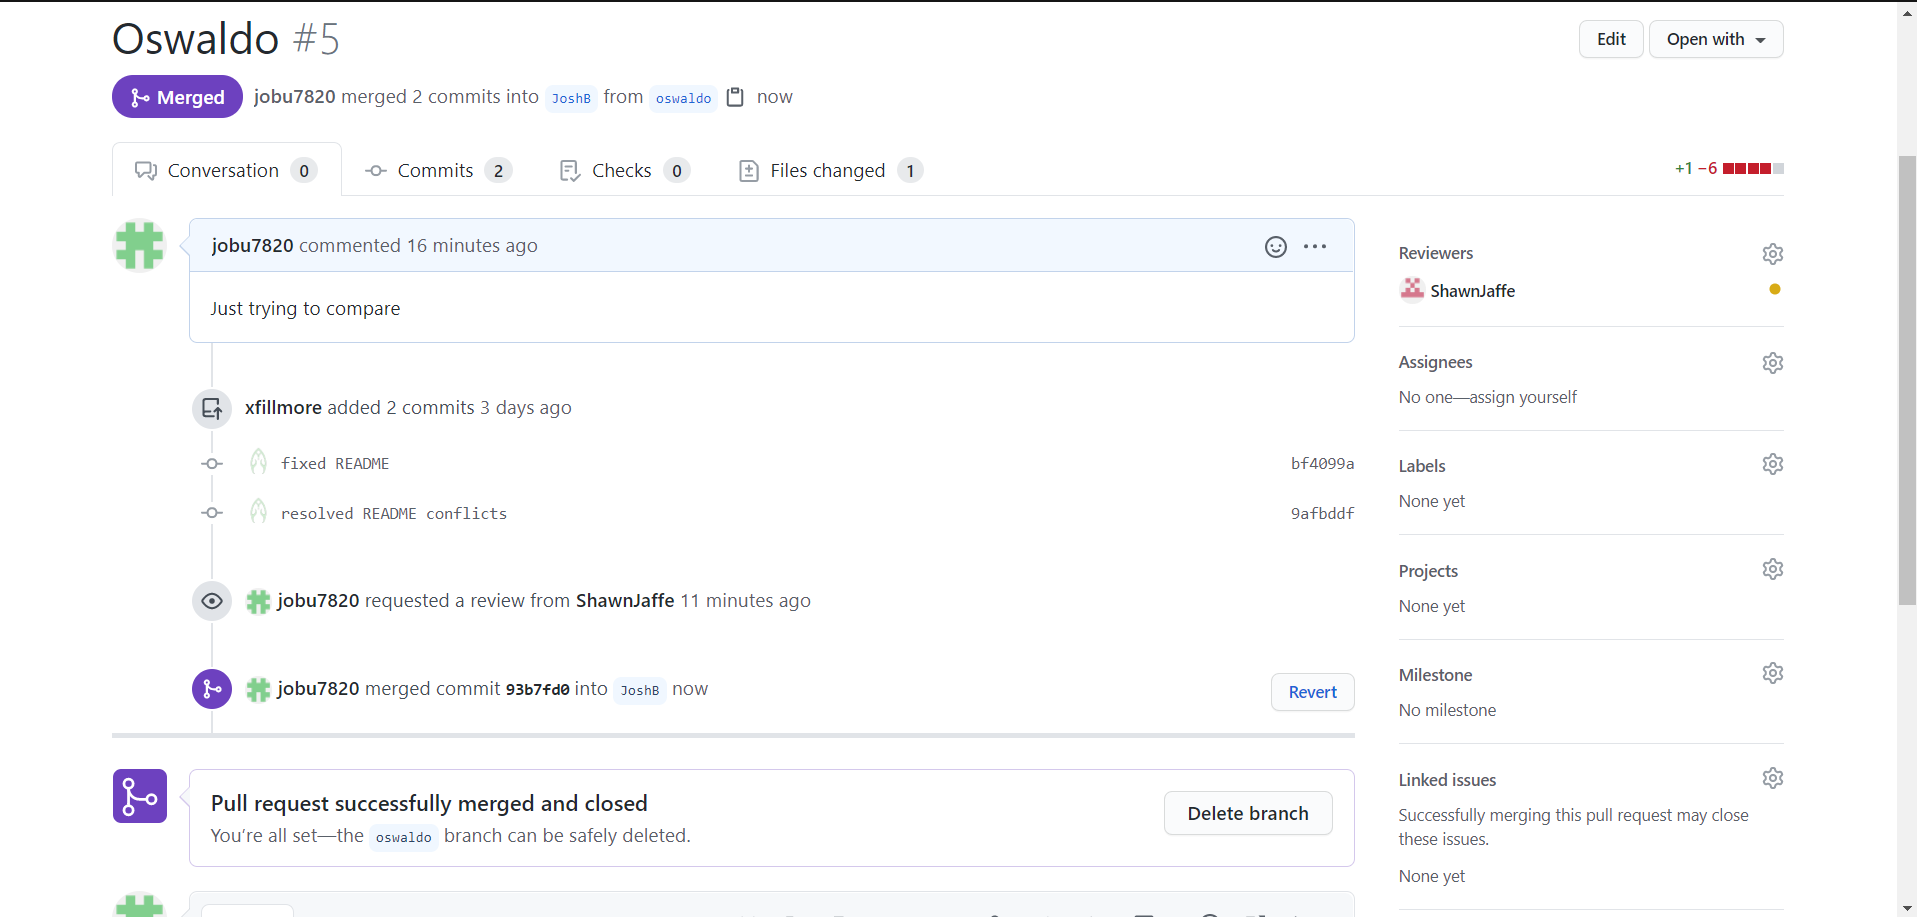 Oswaldo #5
Edit
Open with
Merged
jobu7820 merged 2 commits into JoshB from oswaldo now
Conversation 0
Commits 2
Checks 0
Files changed 1
+1 −6
jobu7820 commented 16 minutes ago
Just trying to compare
xfillmore added 2 commits 3 days ago
fixed README bf4099a
resolved README conflicts 9afbddf
jobu7820 requested a review from ShawnJaffe 11 minutes ago
jobu7820 merged commit 93b7fd0 into JoshB now
Revert
Pull request successfully merged and closed
You're all set—the oswaldo branch can be safely deleted.
Delete branch
Reviewers
ShawnJaffe
Assignees
No one—assign yourself
Labels
None yet
Projects
None yet
Milestone
No milestone
Linked issues
Successfully merging this pull request may close
these issues.
None yet